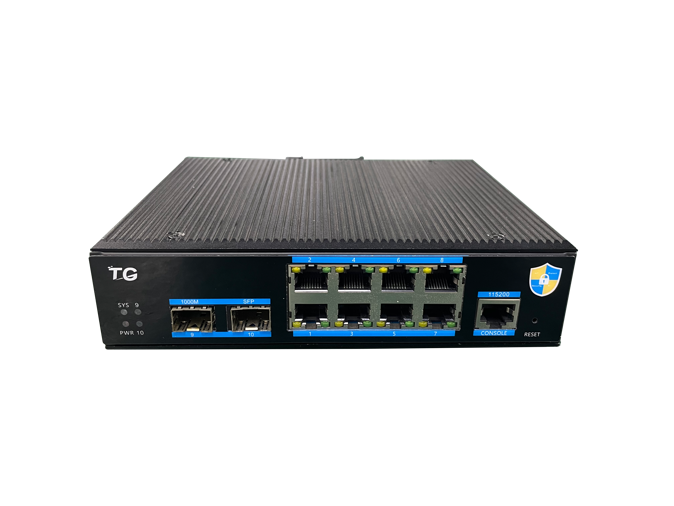 TG
SYS 9
PWR 10
1000M SFP
9 10
2 4 6 8
1 3 5 7
115200
CONSOLE
RESET